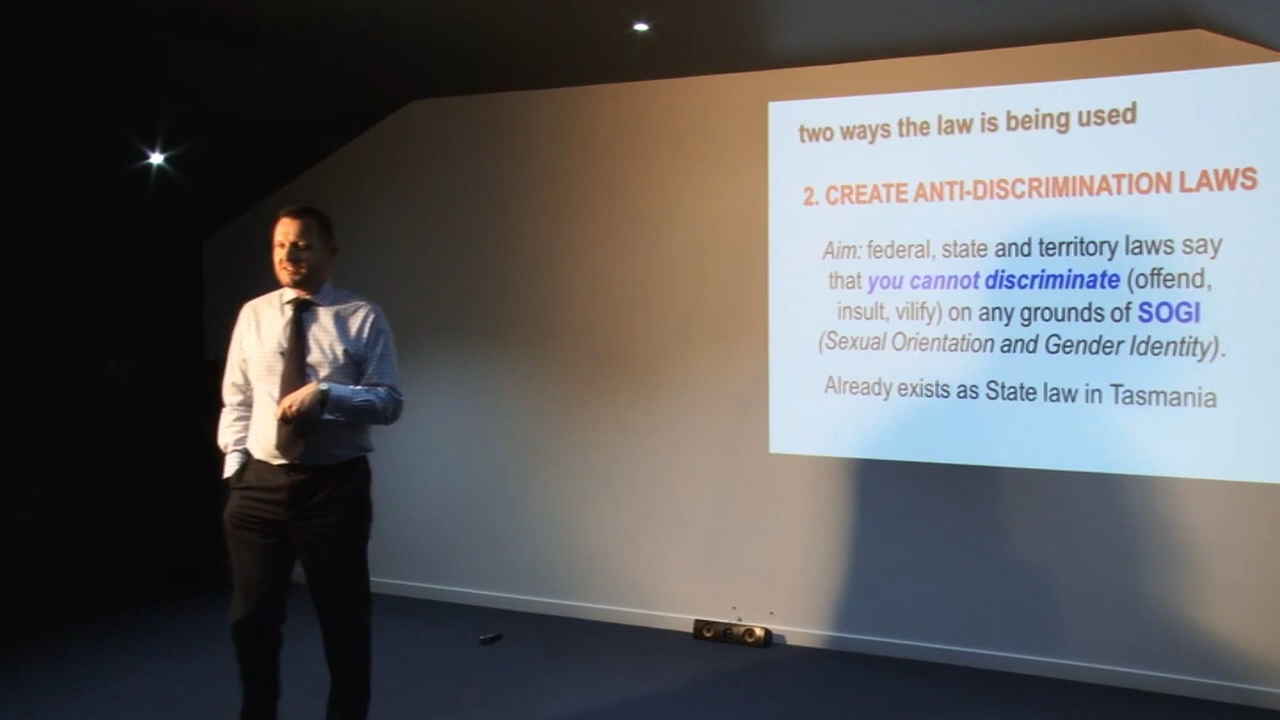 two ways the law is being used
2. CREATE ANTI-DISCRIMINATION LAWS
Aim: federal, state and territory laws say
that you cannot discriminate (offend,
insult, vilify) on any grounds of SOGI
(Sexual Orientation and Gender Identity).
Already exists as State law in Tasmania